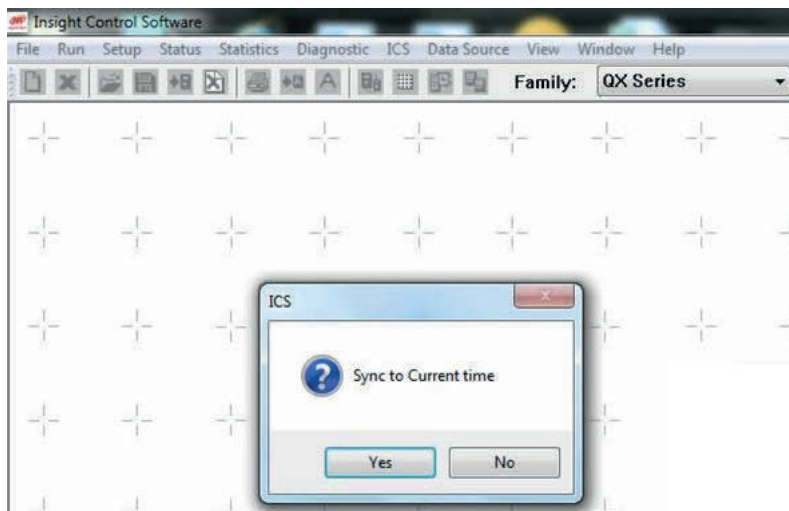 Insight Control Software
File Run Setup Status Statistics Diagnostic ICS Data Source View Window Help
Family: QX Series
ICS
Sync to Current time
Yes No